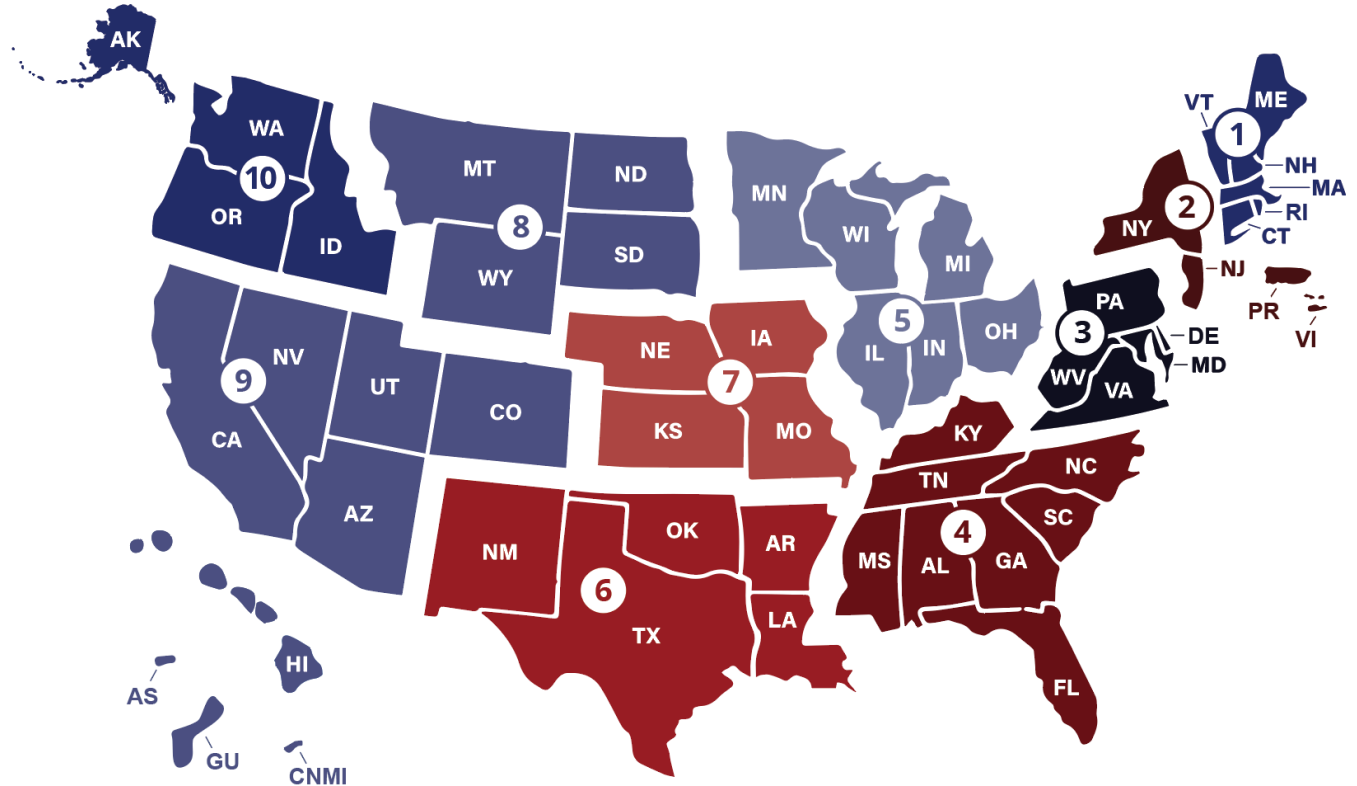 AK
WA
10
OR
ID
MT
ND
8
SD
WY
MN
WI
MI
5
IL
IN
OH
VT
ME
1
NH
MA
RI
CT
2
NY
NJ
PR
VI
PA
3
DE
MD
WV
VA
NV
9
CA
UT
CO
AZ
NE
IA
7
KS
MO
KY
TN
NC
SC
4
MS
AL
GA
FL
NM
OK
AR
6
TX
LA
HI
AS
GU
CNMI